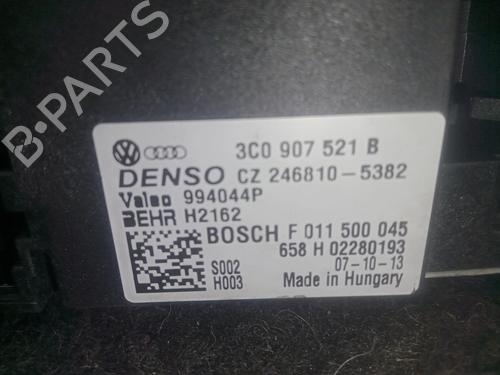 B-PARTS
3C0 907 521 B
DENSO CZ 246810-5382
Valeo 994044P
BEHR H2162
BOSCH F 011 500 045
658 H 02280193
S002 07-10-13
H003 Made in Hungary